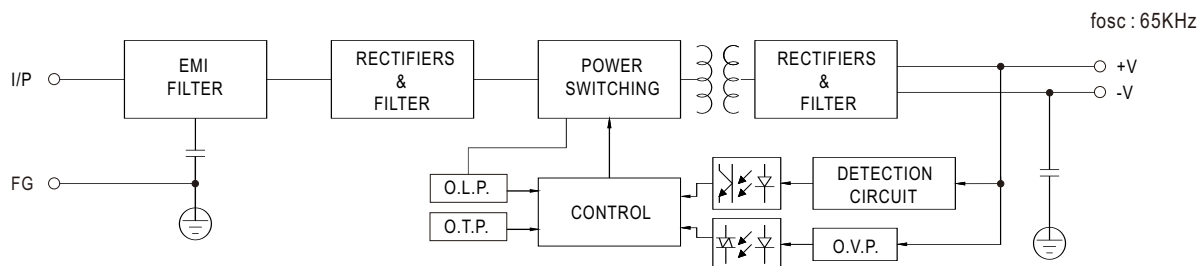 fosc : 65KHz
I/P
EMI
FILTER
RECTIFIERS
&
FILTER
POWER
SWITCHING
RECTIFIERS
&
FILTER
+V
-V
FG
O.L.P.
O.T.P.
CONTROL
DETECTION
CIRCUIT
O.V.P.